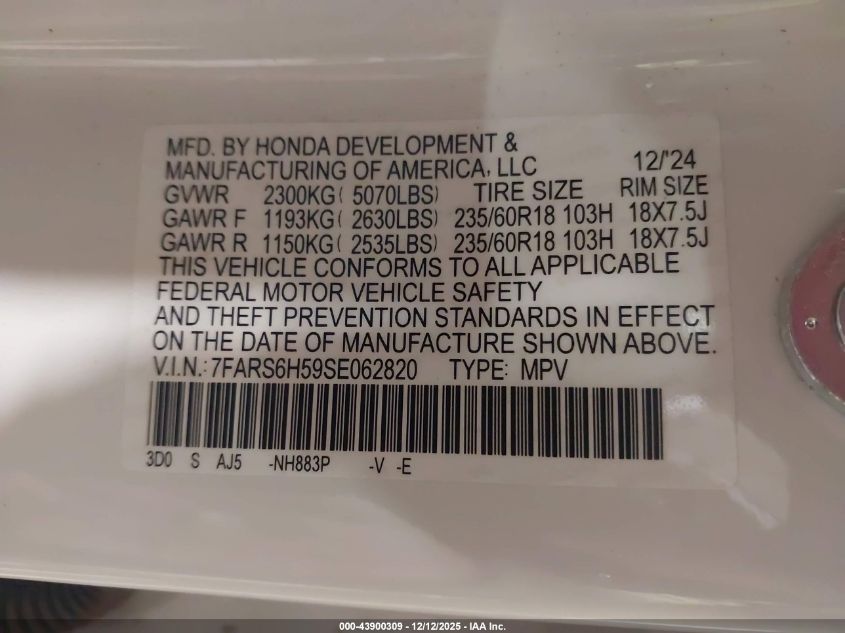 MFD. BY HONDA DEVELOPMENT &
MANUFACTURING OF AMERICA, LLC 12/'24
GVWR 2300KG( 5070LBS) TIRE SIZE RIM SIZE
GAWR F 1193KG( 2630LBS) 235/60R18 103H 18X7.5J
GAWR R 1150KG( 2535LBS) 235/60R18 103H 18X7.5J
THIS VEHICLE CONFORMS TO ALL APPLICABLE
FEDERAL MOTOR VEHICLE SAFETY
AND THEFT PREVENTION STANDARDS IN EFFECT
ON THE DATE OF MANUFACTURE SHOWN ABOVE.
V.I.N.: 7FARS6H59SE062820 TYPE: MPV
3D0 S AJ5 -NH883P -V -E
000-43900309 - 12/12/2025 - IAA Inc.